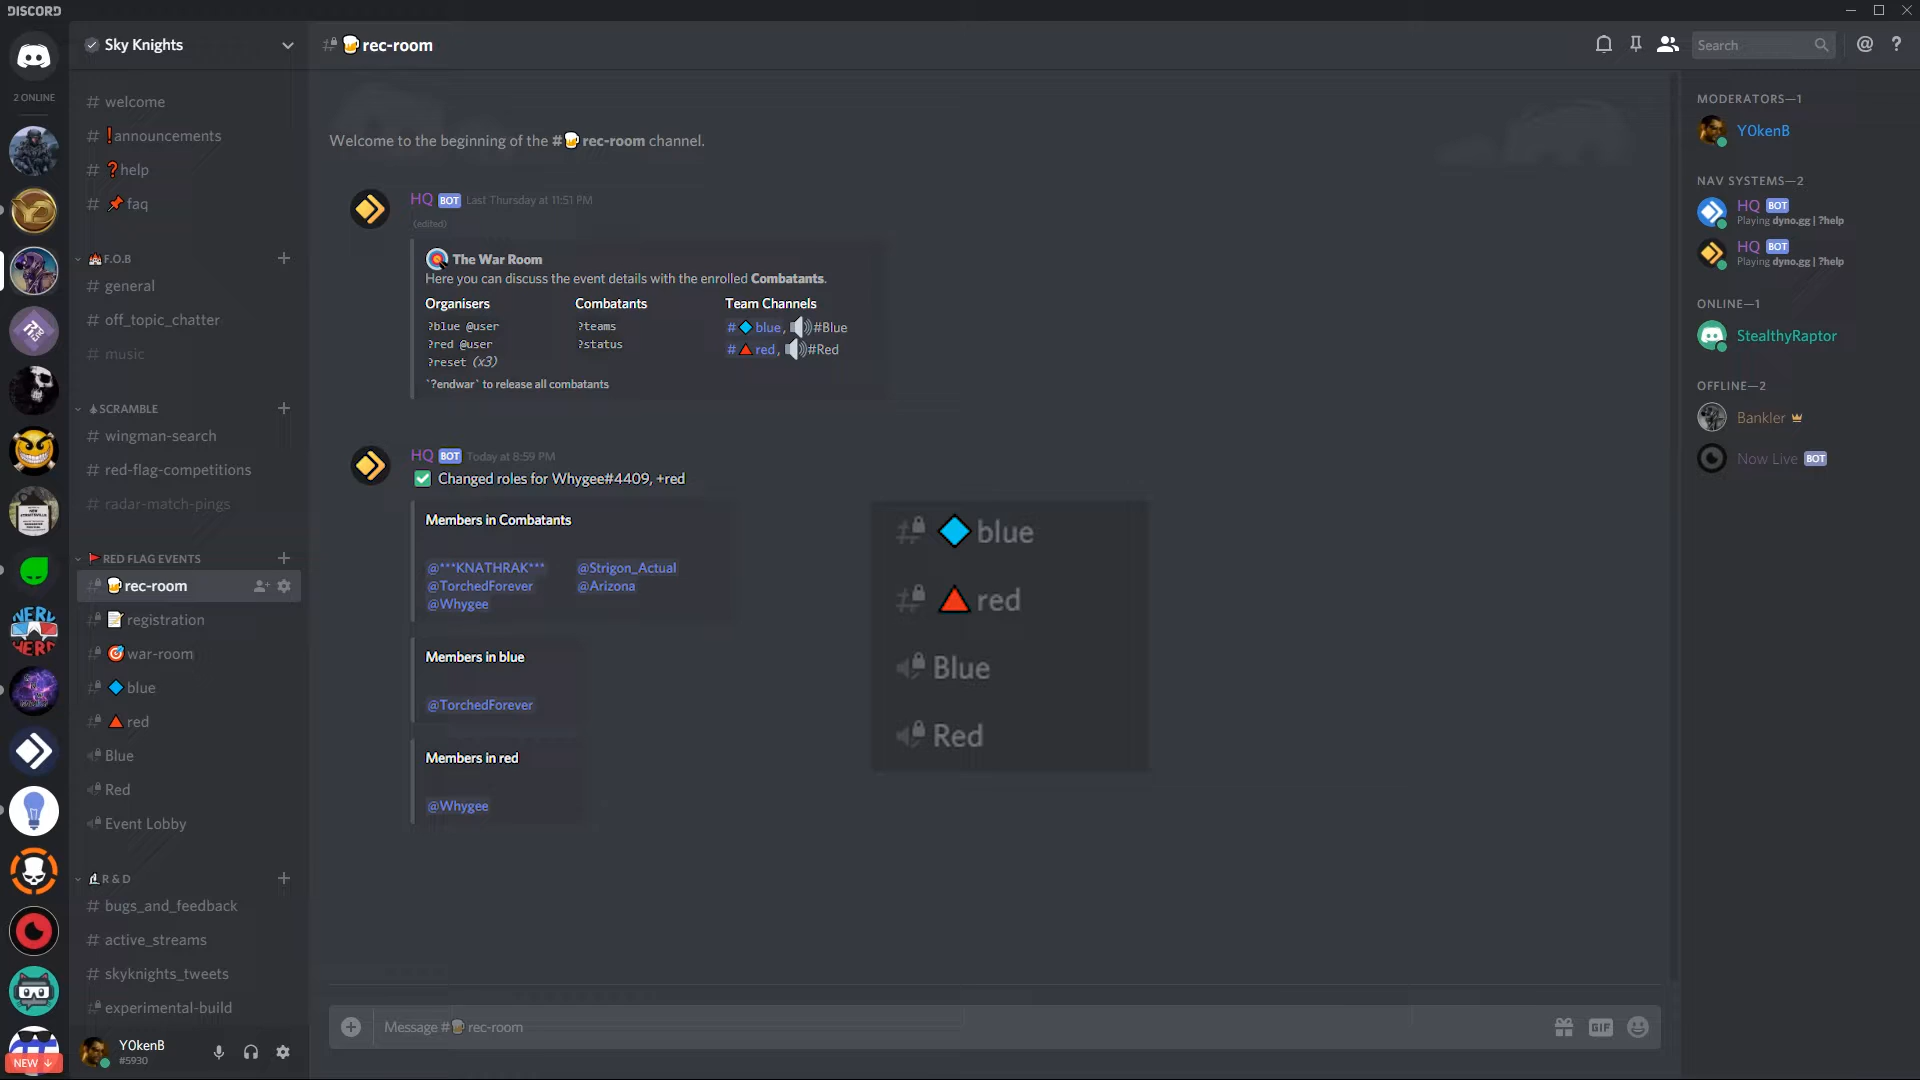 DISCORD
2 ONLINE
NERD
HERD
NEW ↓
Sky Knights
# welcome
# ❗announcements
# ❓help
# 📌faq
F.O.B
# general
# off_topic_chatter
# music
SCRAMBLE
# wingman-search
# red-flag-competitions
# radar-match-pings
🚩RED FLAG EVENTS
🍺rec-room
📝registration
🎯war-room
🔷blue
🔺red
Blue
Red
Event Lobby
R & D
# bugs_and_feedback
# active_streams
# skyknights_tweets
experimental-build
Y0kenB
#5930
# 🍺rec-room
Search
@ ?
Welcome to the beginning of the #🍺rec-room channel.
HQ BOT Last Thursday at 11:51 PM
(edited)
The War Room
Here you can discuss the event details with the enrolled Combatants.
Organisers Combatants Team Channels
?blue @user ?teams #🔷blue, 🔊#Blue
?red @user ?status #🔺red, 🔊#Red
?reset (x3)
`?endwar` to release all combatants
HQ BOT Today at 8:59 PM
✅ Changed roles for Whygee#4409, +red
Members in Combatants
@***KNATHRAK*** @Strigon_Actual
@TorchedForever @Arizona
@Whygee
Members in blue
@TorchedForever
Members in red
@Whygee
🔷blue
🔺red
Blue
Red
Message #🍺rec-room
GIF
MODERATORS—1
Y0kenB
NAV SYSTEMS—2
HQ BOT
Playing dyno.gg | ?help
HQ BOT
Playing dyno.gg | ?help
ONLINE—1
StealthyRaptor
OFFLINE—2
Bankler
Now Live BOT